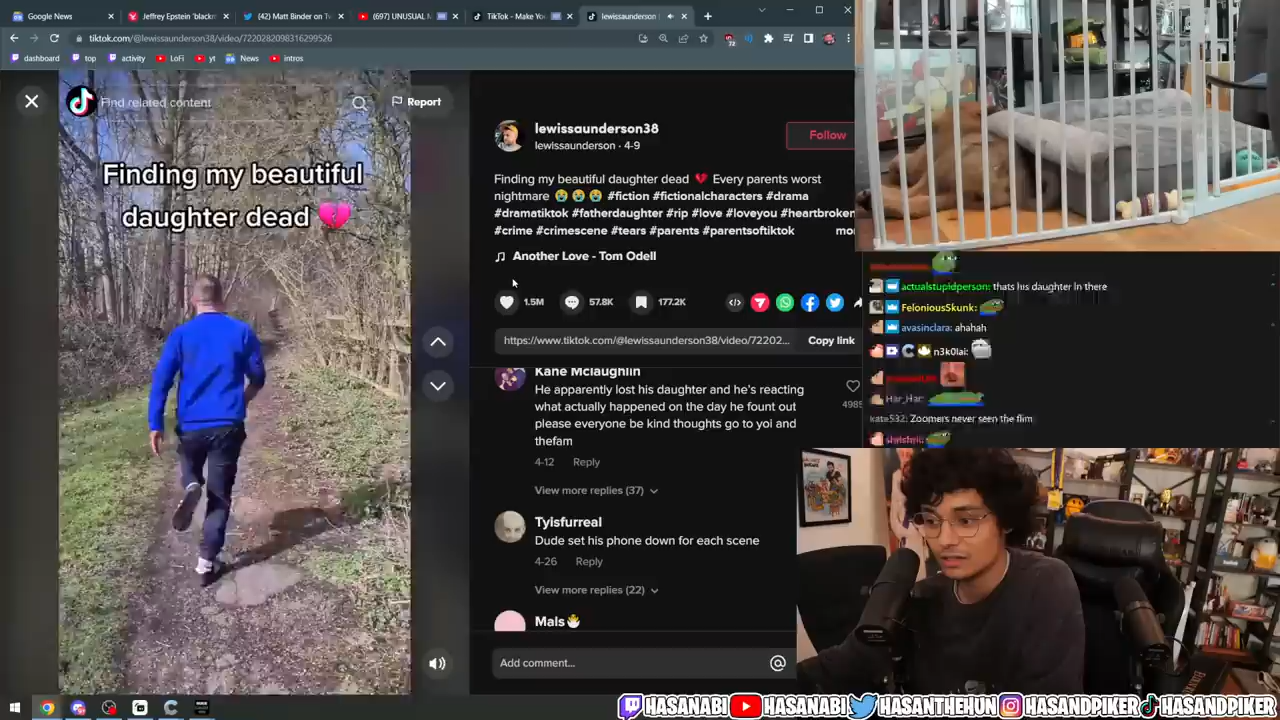 Google News
Jeffrey Epstein 'blackm
(42) Matt Binder on Tw
(697) UNUSUAL M
TikTok - Make You
lewissaunderson
tiktok.com/@lewissaunderson38/video/7220282098316299526
72
dashboard
top
activity
LoFi
yt
News
intros
Find related content
Report
Finding my beautiful
daughter dead 💔
lewissaunderson38
lewissaunderson · 4-9
Follow
Finding my beautiful daughter dead 💔 Every parents worst
nightmare 😭 😭 😭 #fiction #fictionalcharacters #drama
#dramatiktok #fatherdaughter #rip #love #loveyou #heartbroken
#crime #crimescene #tears #parents #parentsoftiktok mor
Another Love - Tom Odell
1.5M
57.8K
177.2K
https://www.tiktok.com/@lewissaunderson38/video/72202...
Copy link
Kane Mclaughlin
He apparently lost his daughter and he's reacting
what actually happened on the day he fount out
please everyone be kind thoughts go to yoi and
thefam
4985
4-12 Reply
View more replies (37)
Tyisfurreal
Dude set his phone down for each scene
4-26 Reply
View more replies (22)
Mals🐣
Add comment...
actualstupidperson: thats his daughter in there
FeloniousSkunk:
avasinclara: ahahah
n3k0lai:
Har_Har:
kate532: Zoomers never seen the flim
HASANABI
HASANABI
HASANTHEHUN
HASANDPIKER
HASANDPIKER